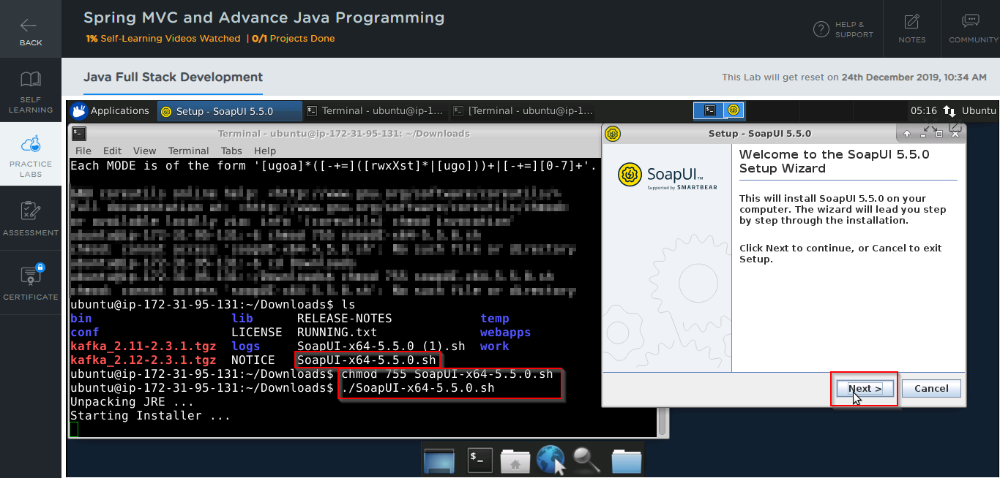 Spring MVC and Advance Java Programming
1% Self-Learning Videos Watched | 0/1 Projects Done
BACK
HELP &
SUPPORT
NOTES
COMMUNITY
Java Full Stack Development
This Lab will get reset on 24th December 2019, 10:34 AM
SELF
LEARNING
PRACTICE
LABS
ASSESSMENT
CERTIFICATE
Applications
Setup - SoapUI 5.5.0
Terminal - ubuntu@ip-1...
[Terminal - ubuntu@ip-1...
05:16
Ubuntu
Terminal - ubuntu@ip-172-31-95-131: ~/Downloads
File Edit View Terminal Tabs Help
Each MODE is of the form '[ugoa]*([-+=]([rwxXst]*|[ugo]))+|[-+=][0-7]+'.
ubuntu@ip-172-31-95-131:~/Downloads$ ls
bin lib RELEASE-NOTES temp
conf LICENSE RUNNING.txt webapps
kafka_2.11-2.3.1.tgz logs SoapUI-x64-5.5.0 (1).sh work
kafka_2.12-2.3.1.tgz NOTICE SoapUI-x64-5.5.0.sh
ubuntu@ip-172-31-95-131:~/Downloads$ chmod 755 SoapUI-x64-5.5.0.sh
ubuntu@ip-172-31-95-131:~/Downloads$ ./SoapUI-x64-5.5.0.sh
Unpacking JRE ...
Starting Installer ...
Setup - SoapUI 5.5.0
SoapUI™
Supported by SMARTBEAR
Welcome to the SoapUI 5.5.0
Setup Wizard
This will install SoapUI 5.5.0 on your
computer. The wizard will lead you step
by step through the installation.
Click Next to continue, or Cancel to exit
Setup.
Next >
Cancel